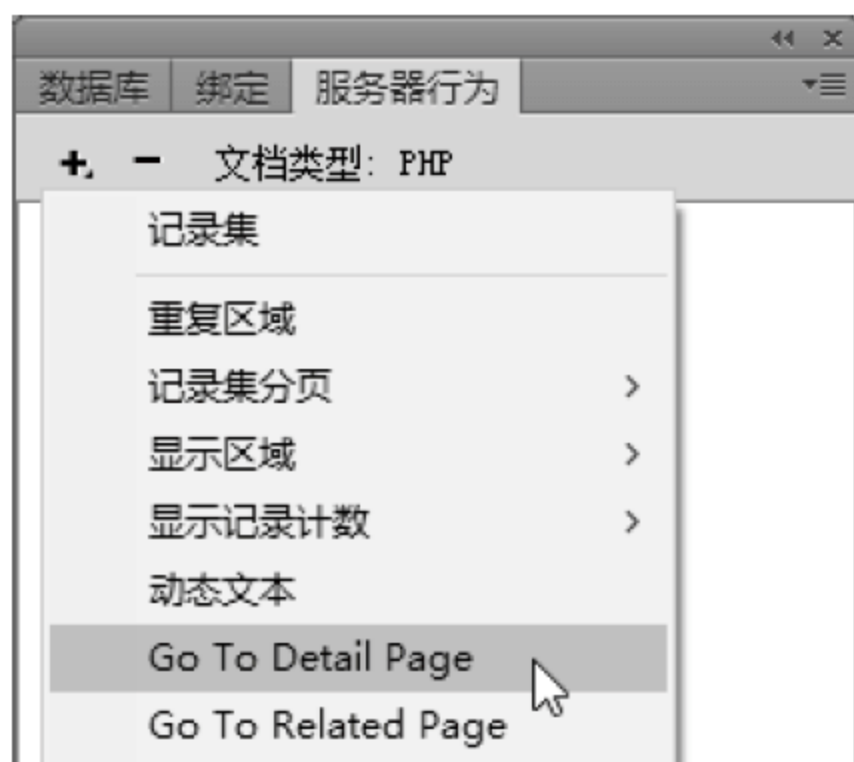 数据库 绑定 服务器行为
文档类型: PHP
记录集
重复区域
记录集分页
显示区域
显示记录计数
动态文本
Go To Detail Page
Go To Related Page